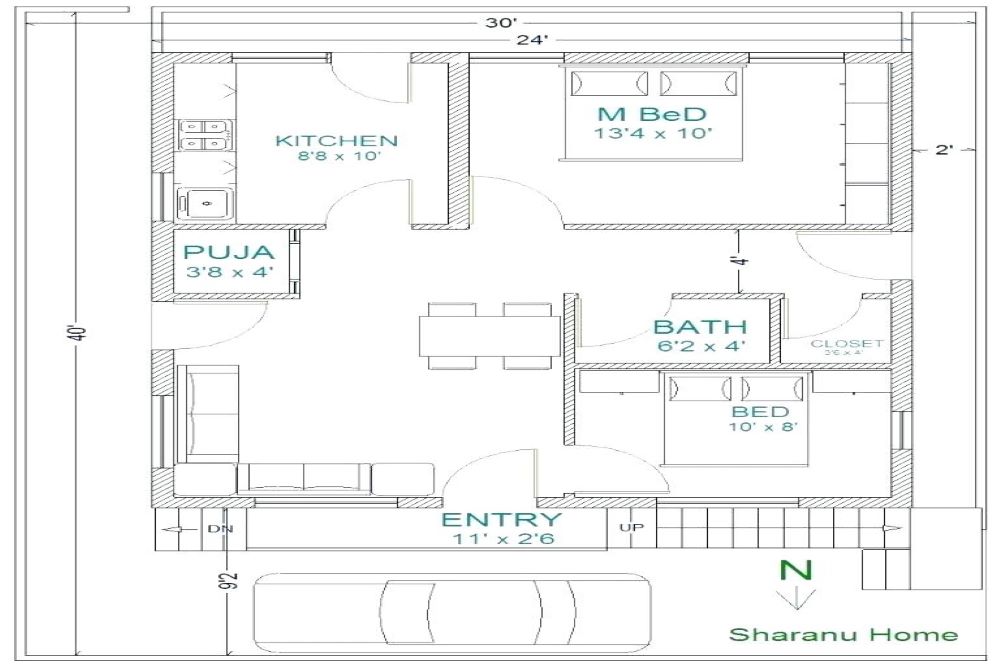 30'
24'
M BeD
13'4 x 10'
KITCHEN
8'8 x 10'
2'
PUJA
3'8 x 4'
4'
40'
BATH
6'2 x 4'
CLOSET
3'6 x 4'
BED
10' x 8'
ENTRY
11' x 2'6
DN
UP
9'2
N
Sharanu Home